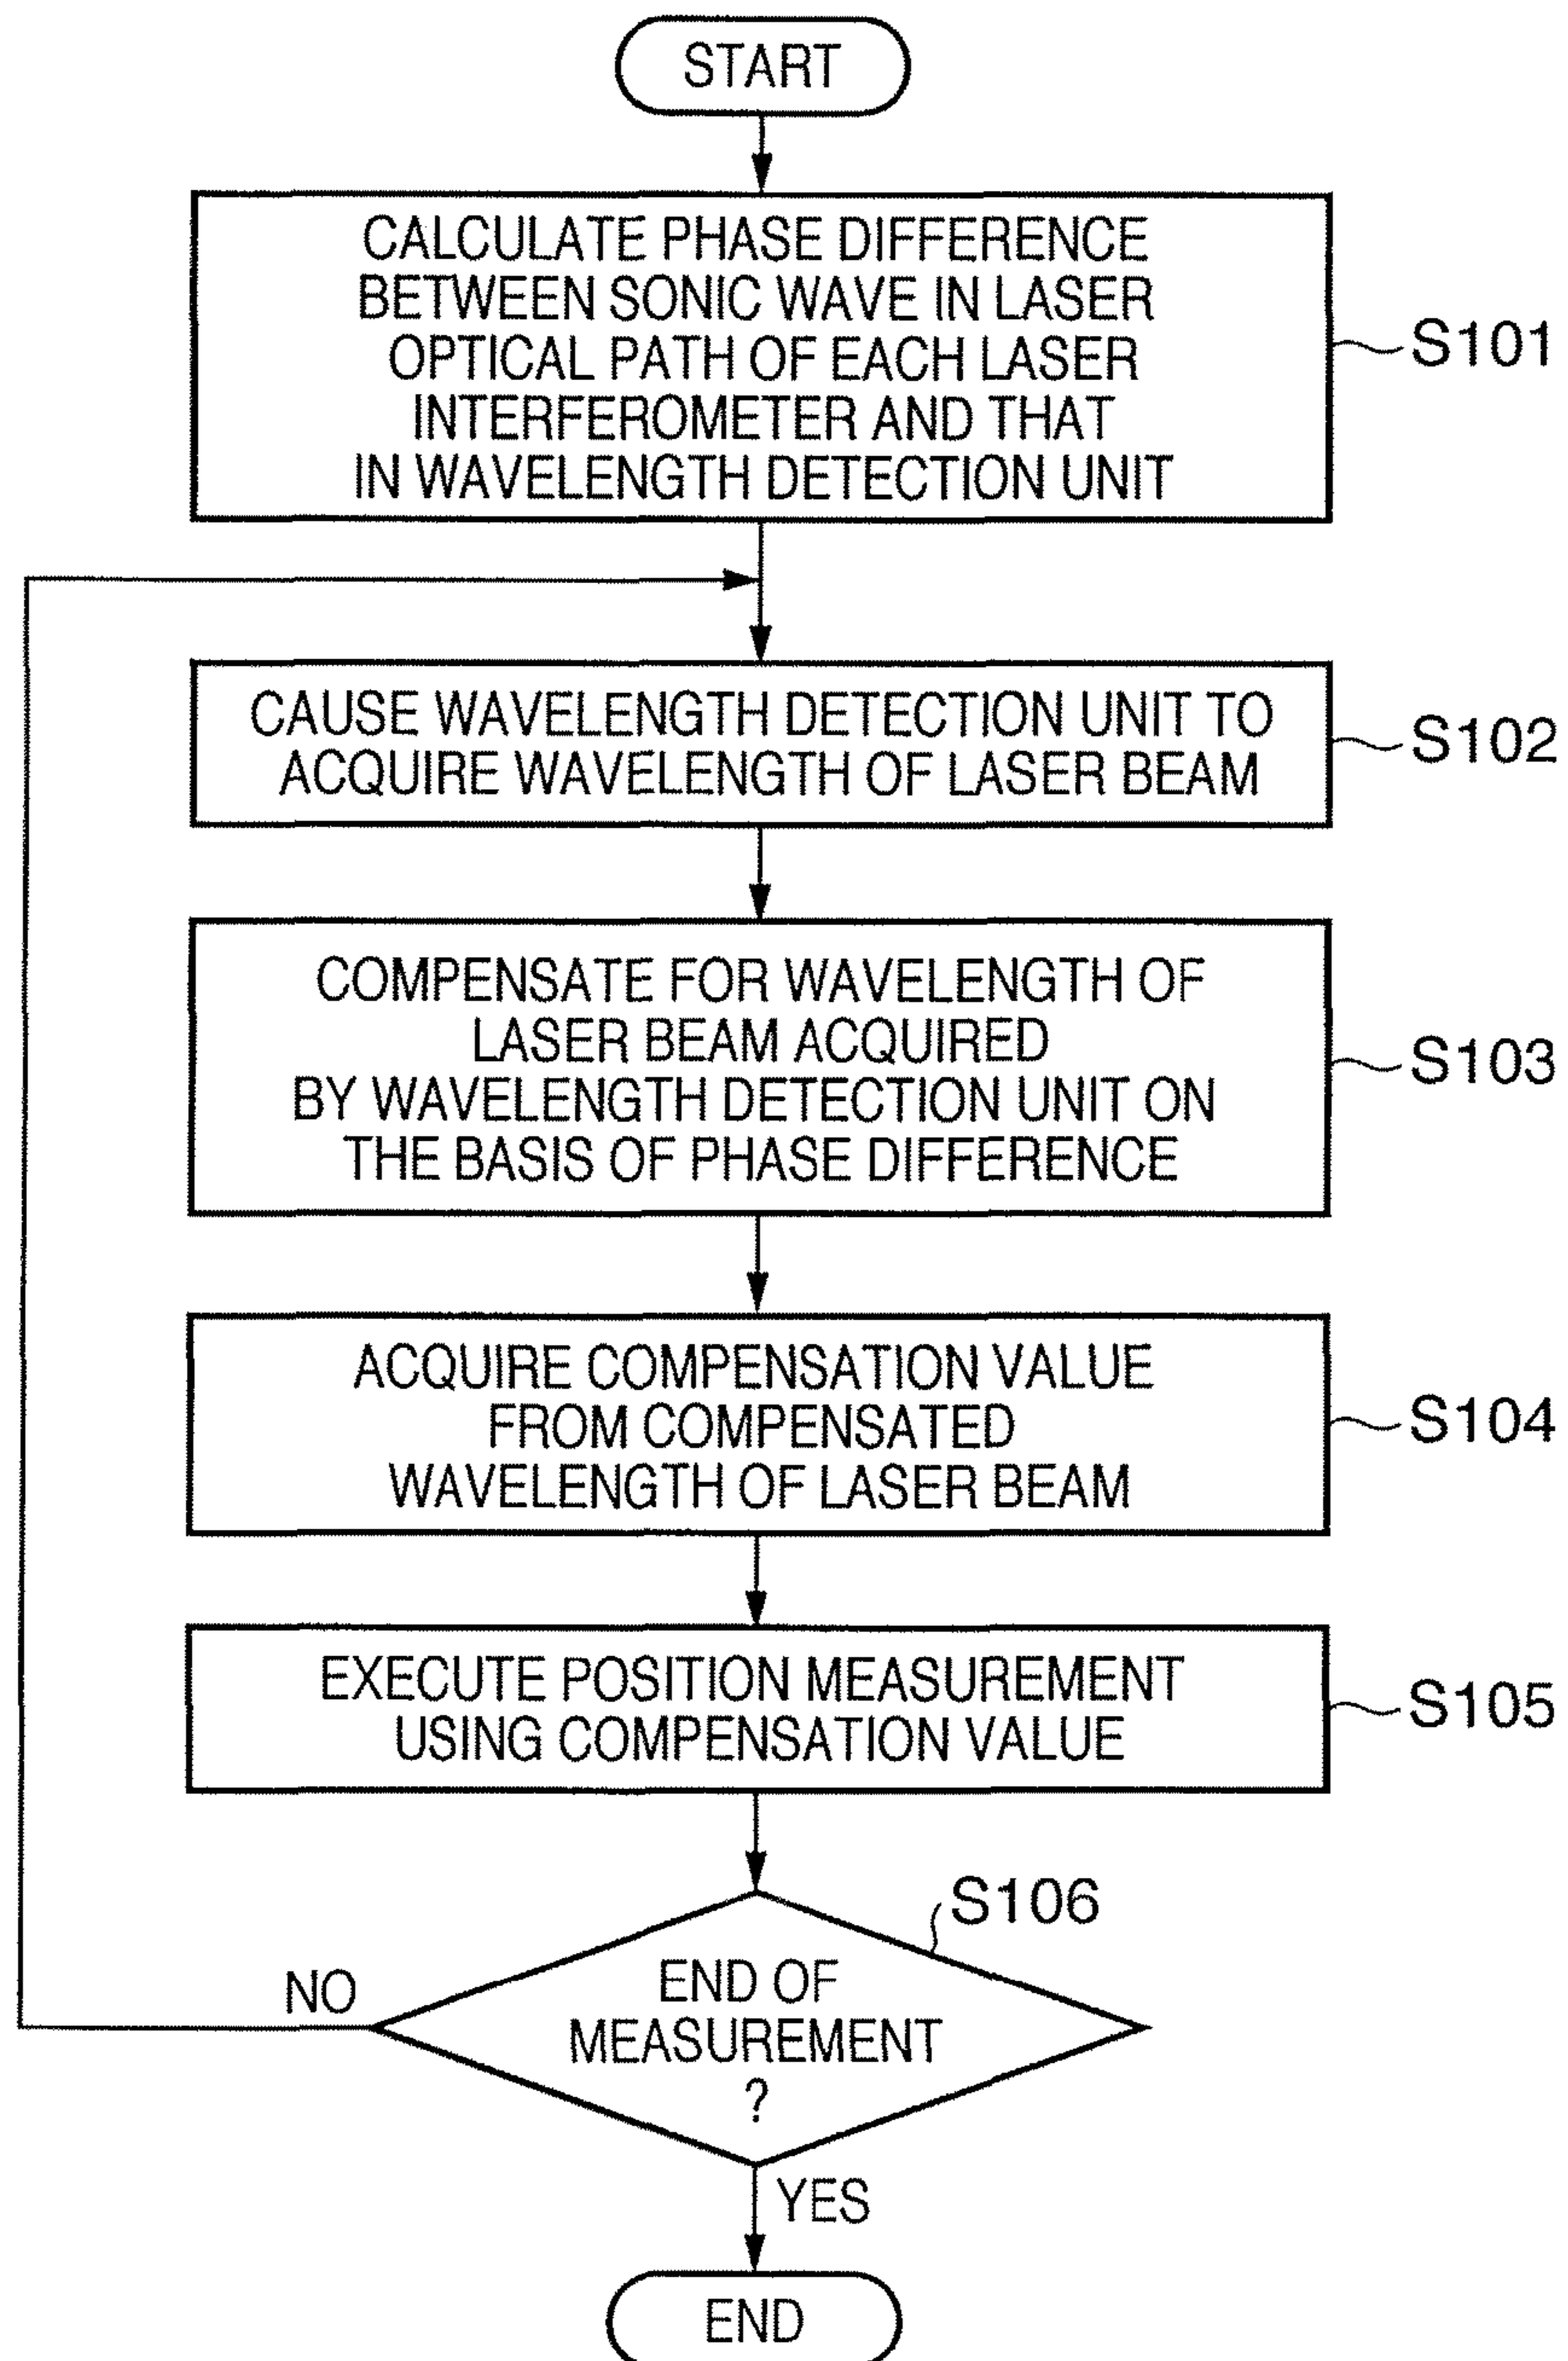 START
CALCULATE PHASE DIFFERENCE
BETWEEN SONIC WAVE IN LASER
OPTICAL PATH OF EACH LASER
INTERFEROMETER AND THAT
IN WAVELENGTH DETECTION UNIT
S101
CAUSE WAVELENGTH DETECTION UNIT TO
ACQUIRE WAVELENGTH OF LASER BEAM
S102
COMPENSATE FOR WAVELENGTH OF
LASER BEAM ACQUIRED
BY WAVELENGTH DETECTION UNIT ON
THE BASIS OF PHASE DIFFERENCE
S103
ACQUIRE COMPENSATION VALUE
FROM COMPENSATED
WAVELENGTH OF LASER BEAM
S104
EXECUTE POSITION MEASUREMENT
USING COMPENSATION VALUE
S105
S106
END OF
MEASUREMENT
?
NO
YES
END